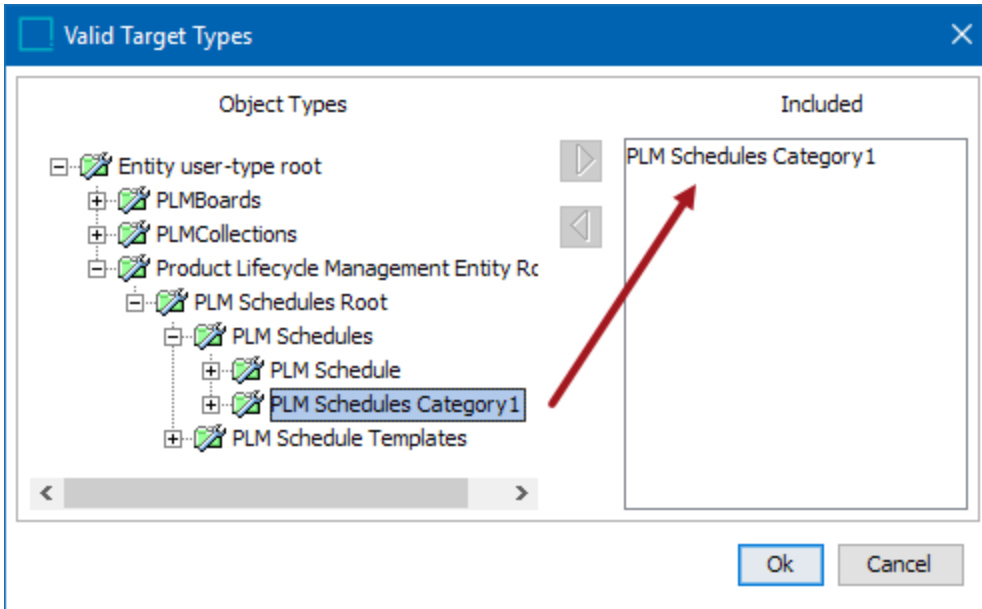 Valid Target Types
Object Types
Included
Entity user-type root
PLMBoards
PLMCollections
Product Lifecycle Management Entity Rc
PLM Schedules Root
PLM Schedules
PLM Schedule
PLM Schedules Category1
PLM Schedule Templates
PLM Schedules Category1
Ok
Cancel